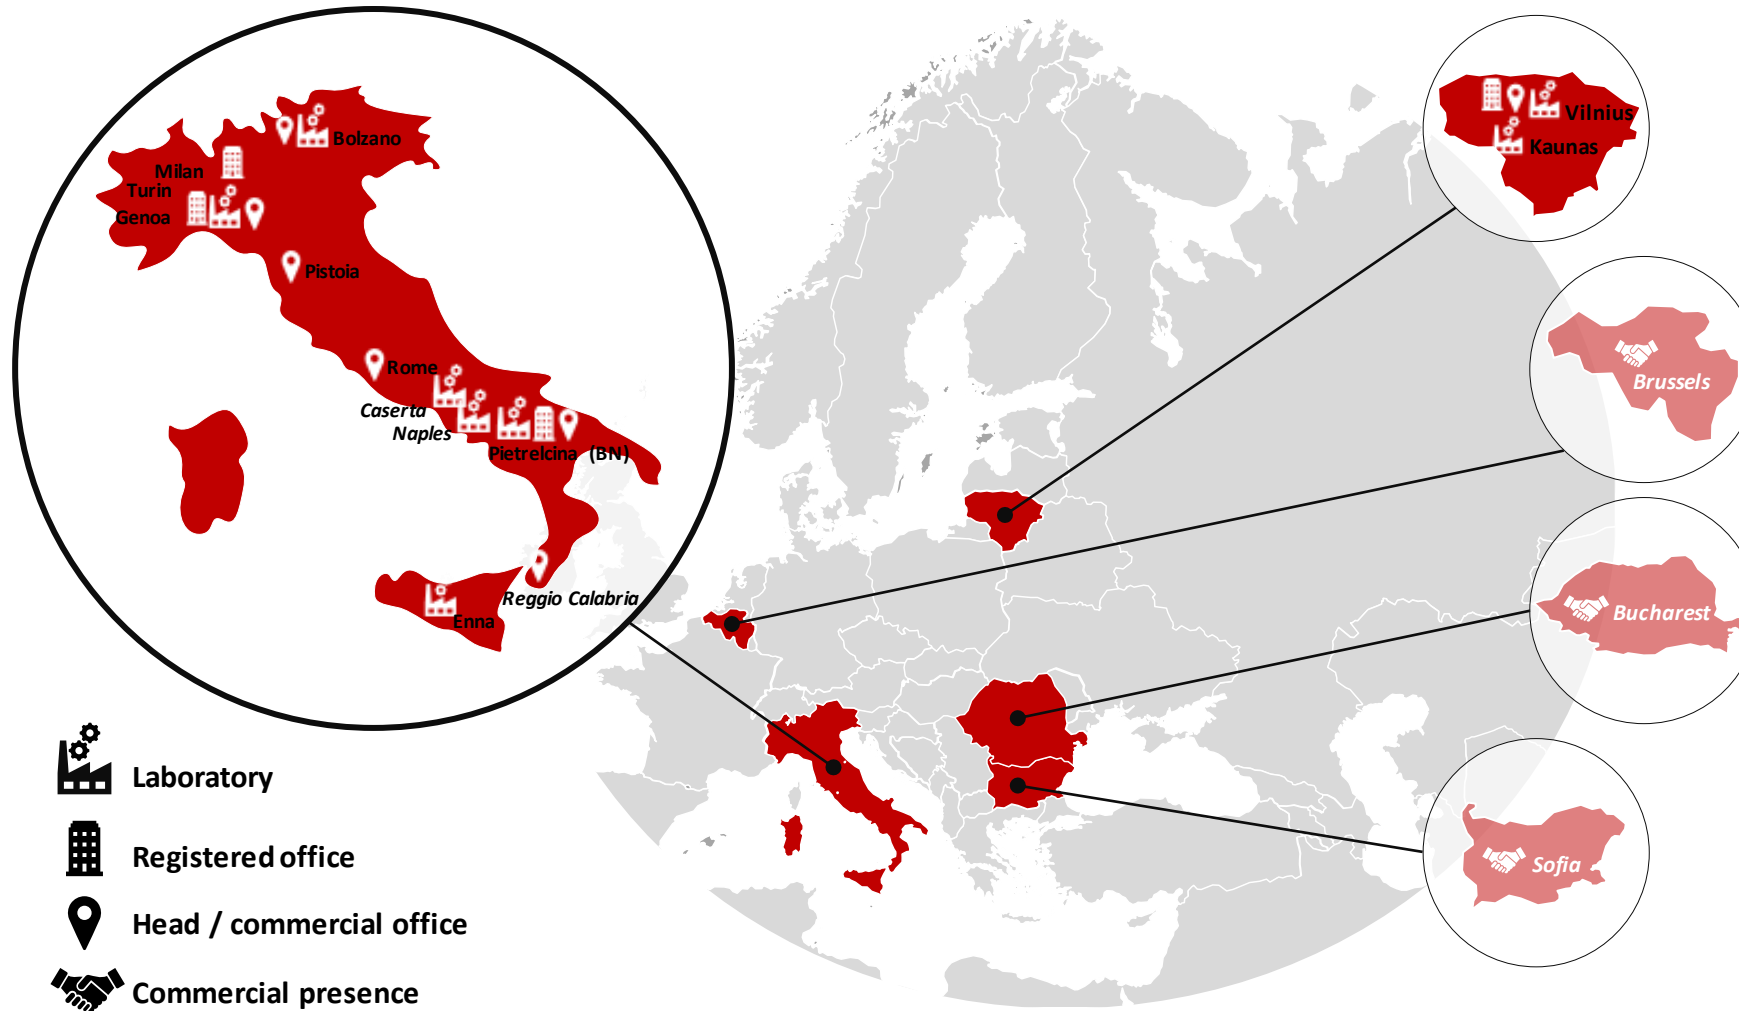 Bolzano
Milan
Turin
Genoa
Pistoia
Rome
Caserta
Naples
Pietrelcina (BN)
Reggio Calabria
Enna
Vilnius
Kaunas
Brussels
Bucharest
Sofia
Laboratory
Registered office
Head / commercial office
Commercial presence